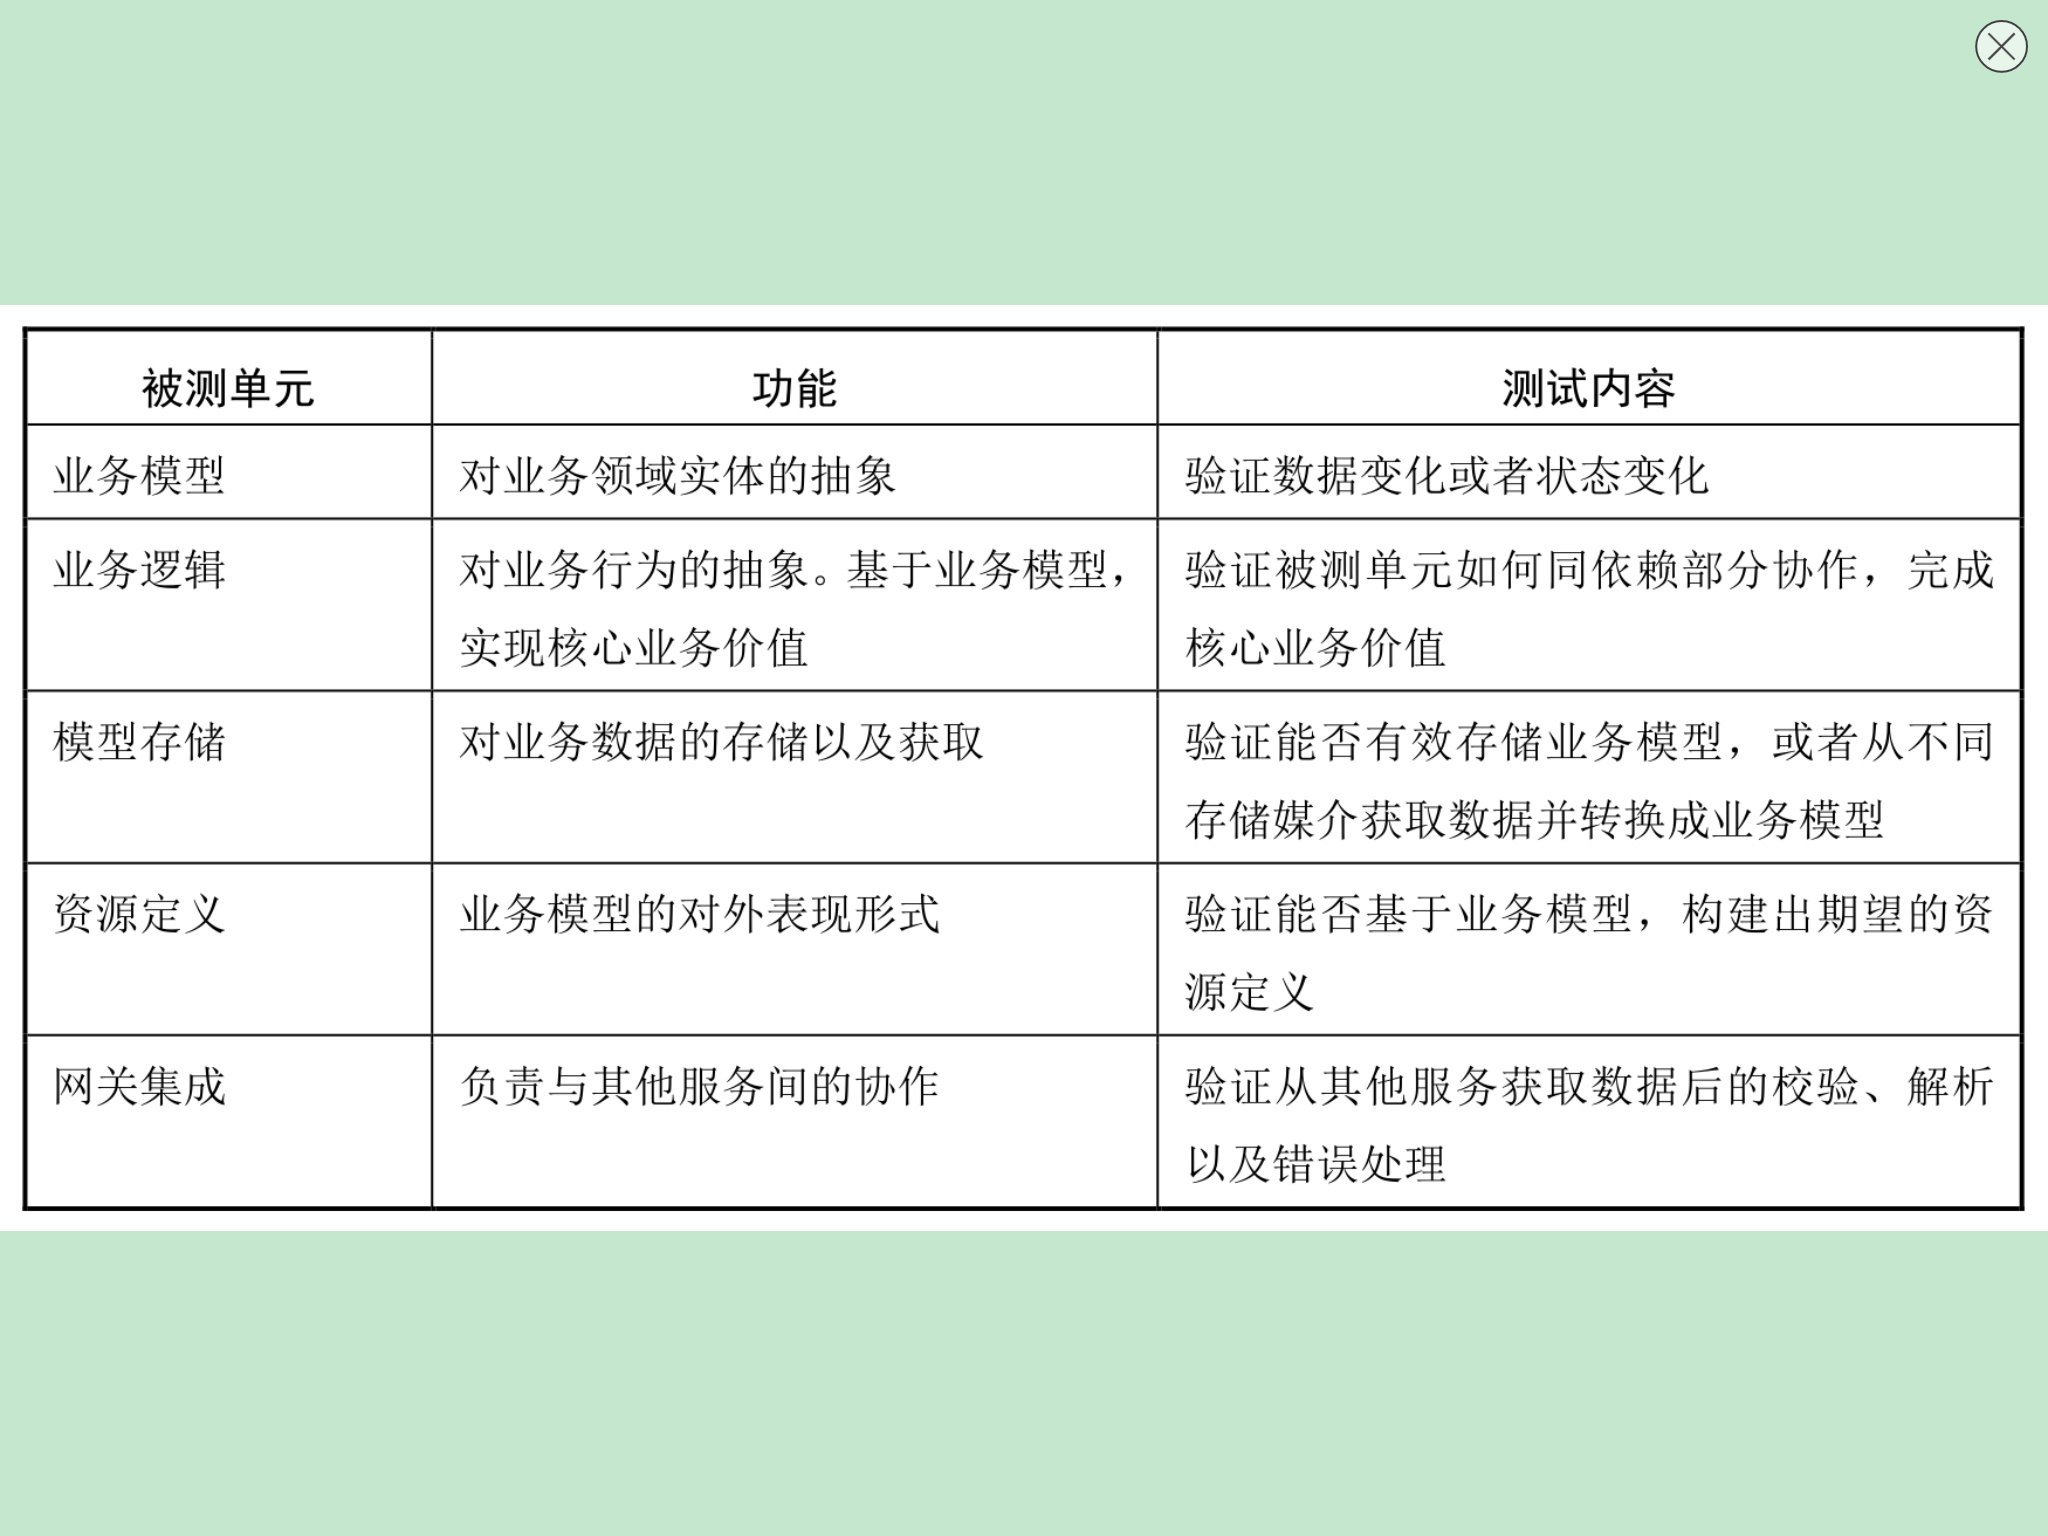 被测单元 功能 测试内容
业务模型 对业务领域实体的抽象 验证数据变化或者状态变化
业务逻辑 对业务行为的抽象。基于业务模型， 验证被测单元如何同依赖部分协作，完成
实现核心业务价值 核心业务价值
模型存储 对业务数据的存储以及获取 验证能否有效存储业务模型，或者从不同
存储媒介获取数据并转换成业务模型
资源定义 业务模型的对外表现形式 验证能否基于业务模型，构建出期望的资
源定义
网关集成 负责与其他服务间的协作 验证从其他服务获取数据后的校验、解析
以及错误处理